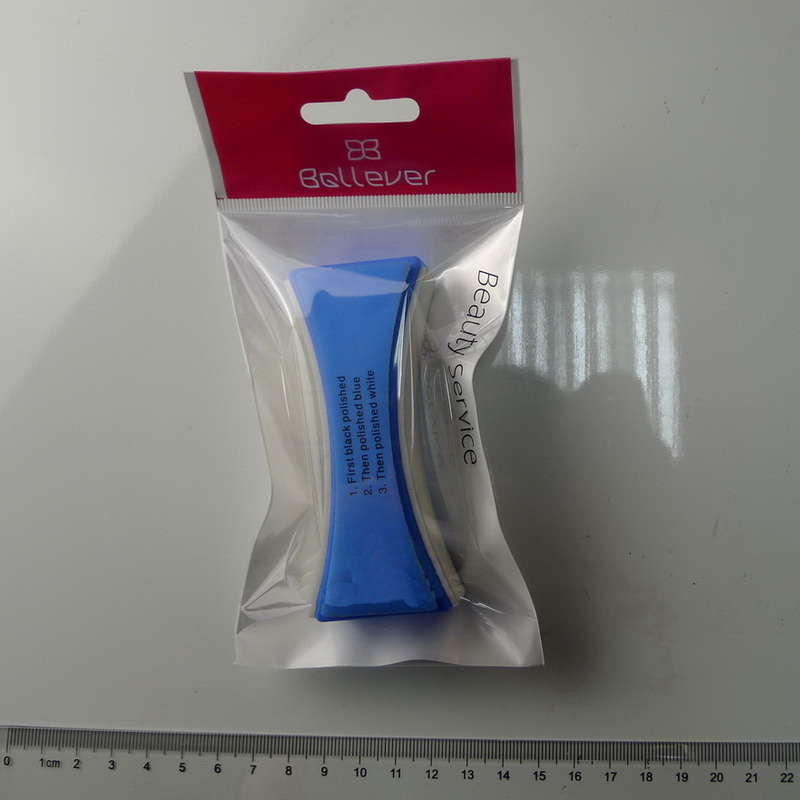 Bellever
Beauty Service
1. First black polished
2. Then polished blue
3. Then polished white
0 1cm 2 3 4 5 6 7 8 9 10 11 12 13 14 15 16 17 18 19 20 21 22